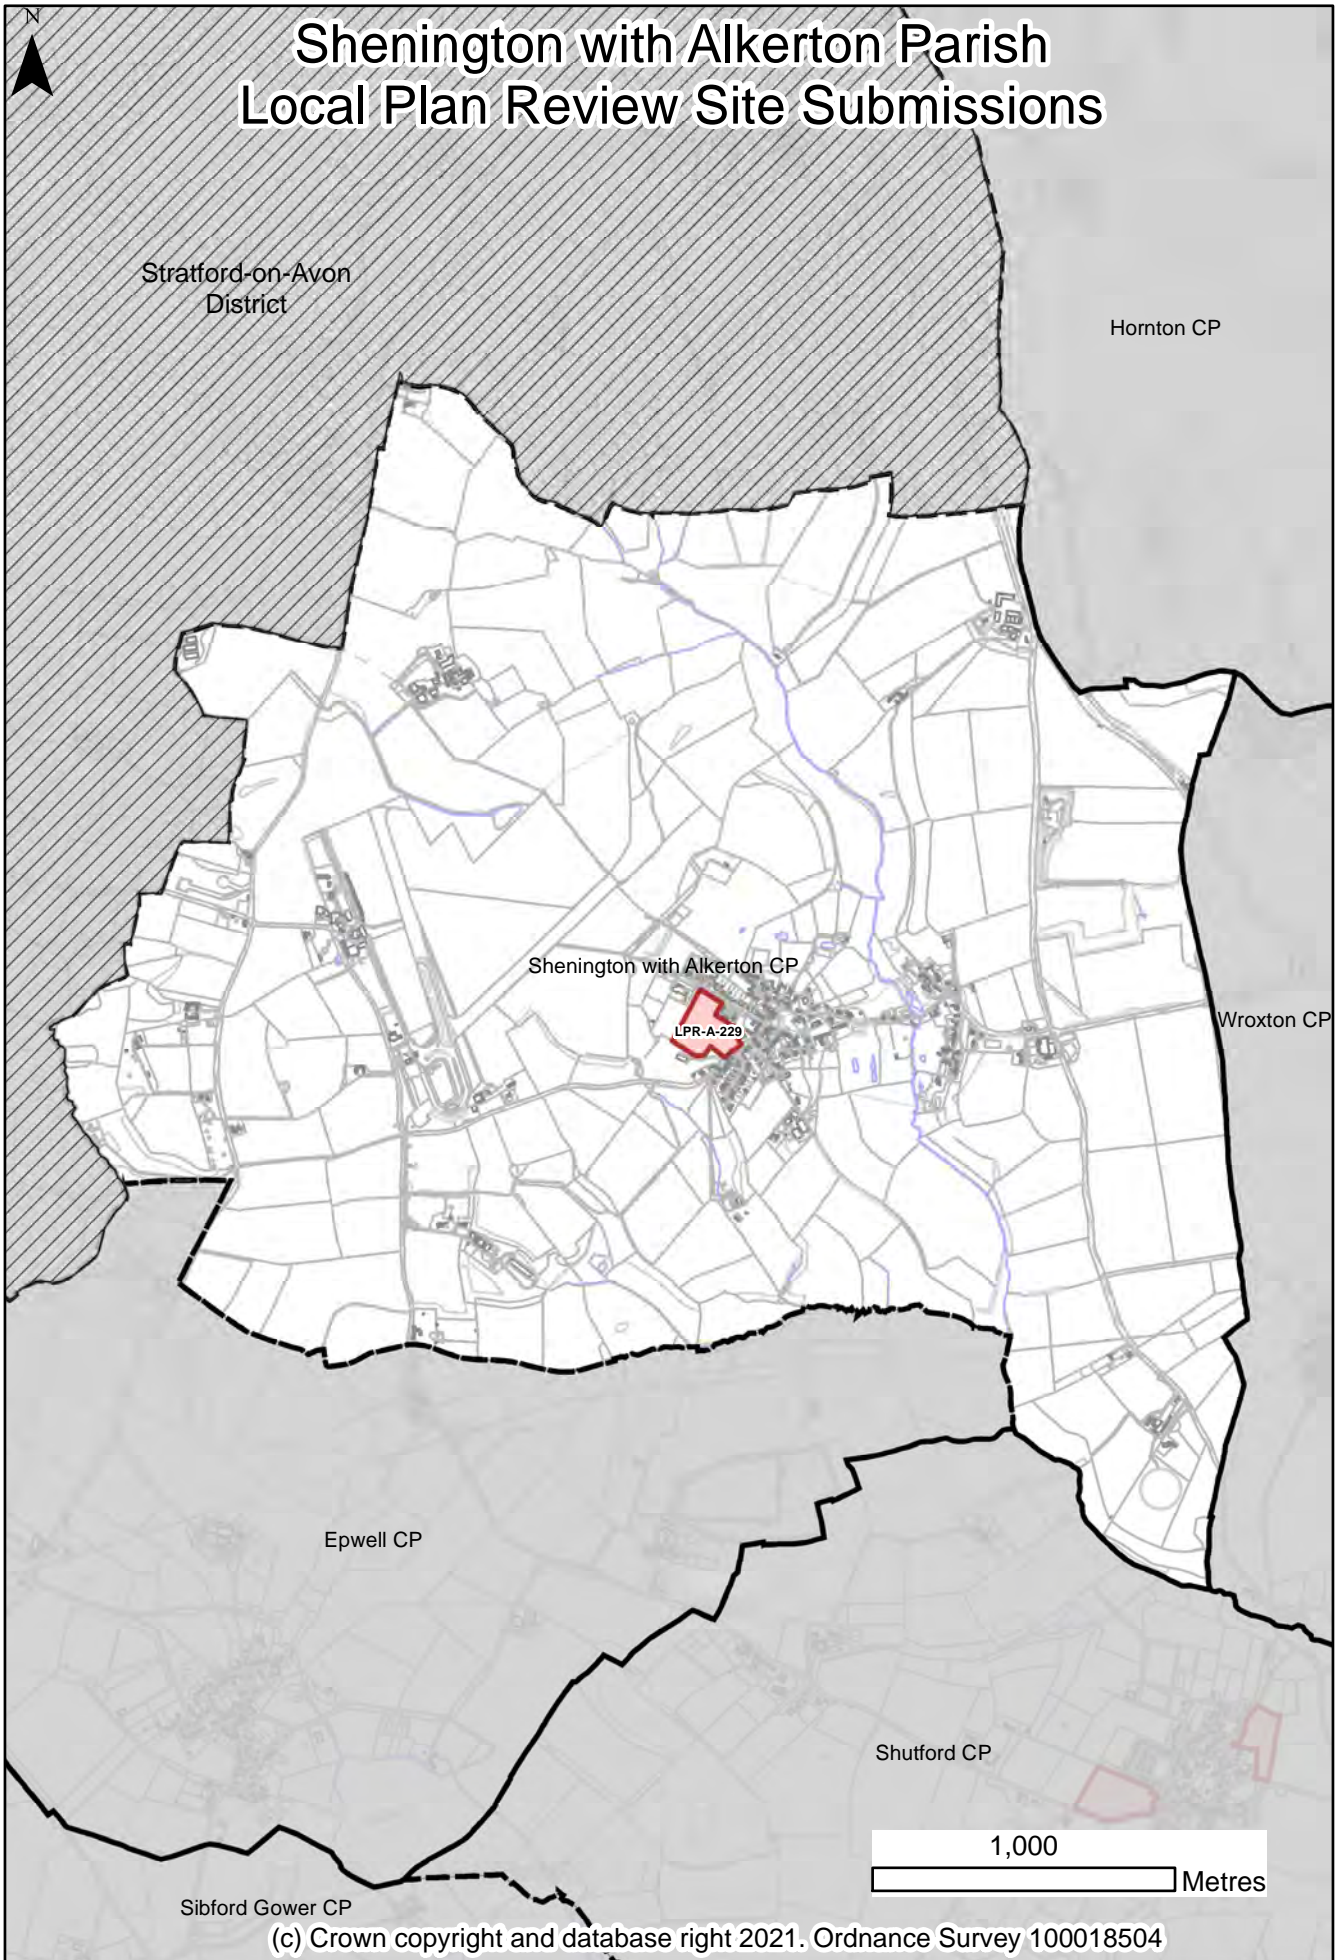 N
Shenington with Alkerton Parish
Local Plan Review Site Submissions
Stratford-on-Avon
District
Hornton CP
Shenington with Alkerton CP
LPR-A-229
Wroxton CP
Epwell CP
Shutford CP
1,000
Metres
Sibford Gower CP
(c) Crown copyright and database right 2021. Ordnance Survey 100018504